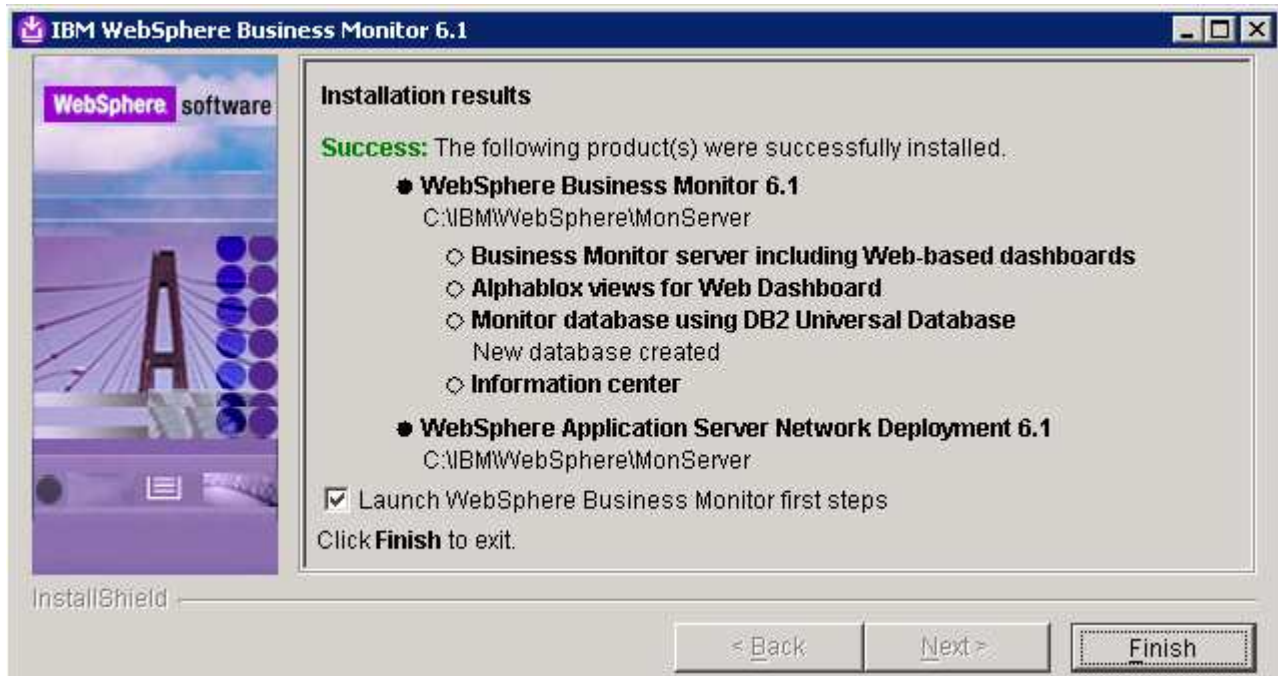 IBM WebSphere Business Monitor 6.1
WebSphere software
Installation results
Success: The following product(s) were successfully installed.
WebSphere Business Monitor 6.1
C:\IBM\WebSphere\MonServer
Business Monitor server including Web-based dashboards
Alphablox views for Web Dashboard
Monitor database using DB2 Universal Database
New database created
Information center
WebSphere Application Server Network Deployment 6.1
C:\IBM\WebSphere\MonServer
Launch WebSphere Business Monitor first steps
Click Finish to exit.
InstallShield
< Back
Next >
Finish